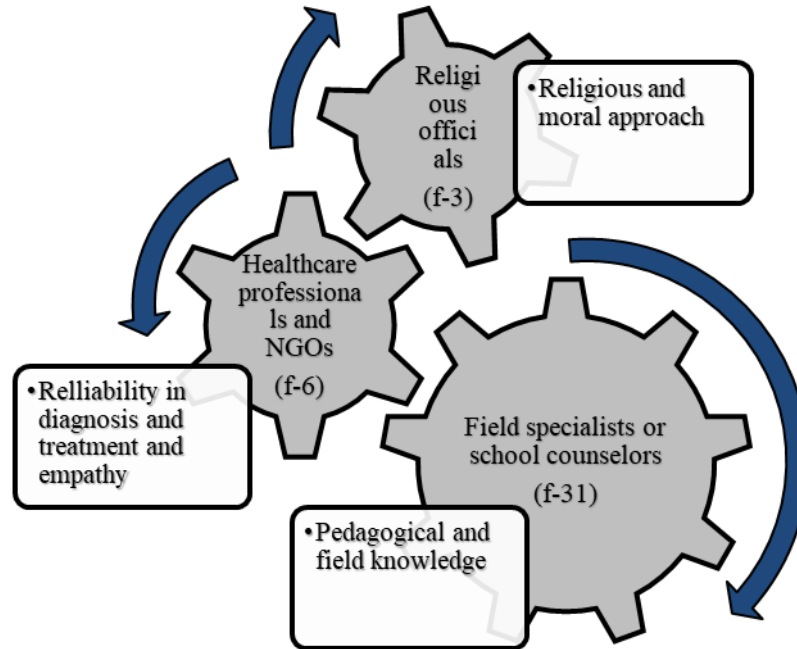 Religi
ous
offici
als
(f-3)
•Religious and
moral approach
Healthcare
professiona
ls and
NGOs
(f-6)
•Relliability in
diagnosis and
treatment and
empathy
Field specialists or
school counselors
(f-31)
•Pedagogical and
field knowledge